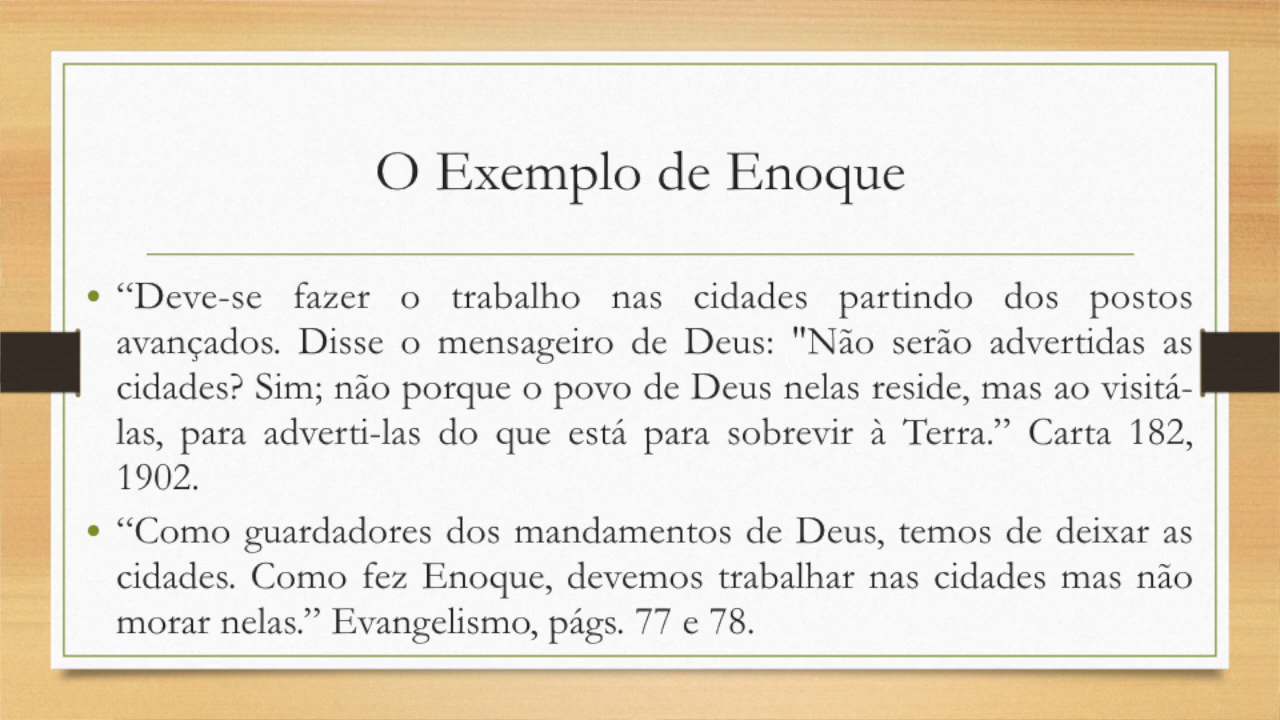 O Exemplo de Enoque
• “Deve-se fazer o trabalho nas cidades partindo dos postos
avançados. Disse o mensageiro de Deus: "Não serão advertidas as
cidades? Sim; não porque o povo de Deus nelas reside, mas ao visitá-
las, para adverti-las do que está para sobrevir à Terra.” Carta 182,
1902.
• “Como guardadores dos mandamentos de Deus, temos de deixar as
cidades. Como fez Enoque, devemos trabalhar nas cidades mas não
morar nelas.” Evangelismo, págs. 77 e 78.